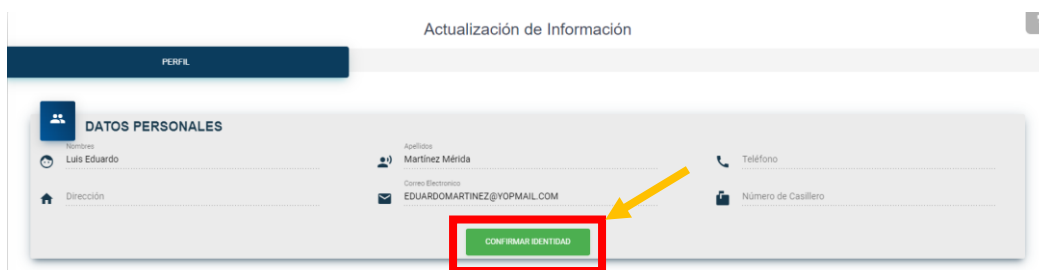 Actualización de Información
PERFIL
DATOS PERSONALES
Nombres
Luis Eduardo
Apellidos
Martínez Mérida
Teléfono
Dirección
Correo Electronico
EDUARDOMARTINEZ@YOPMAIL.COM
Número de Casillero
CONFIRMAR IDENTIDAD